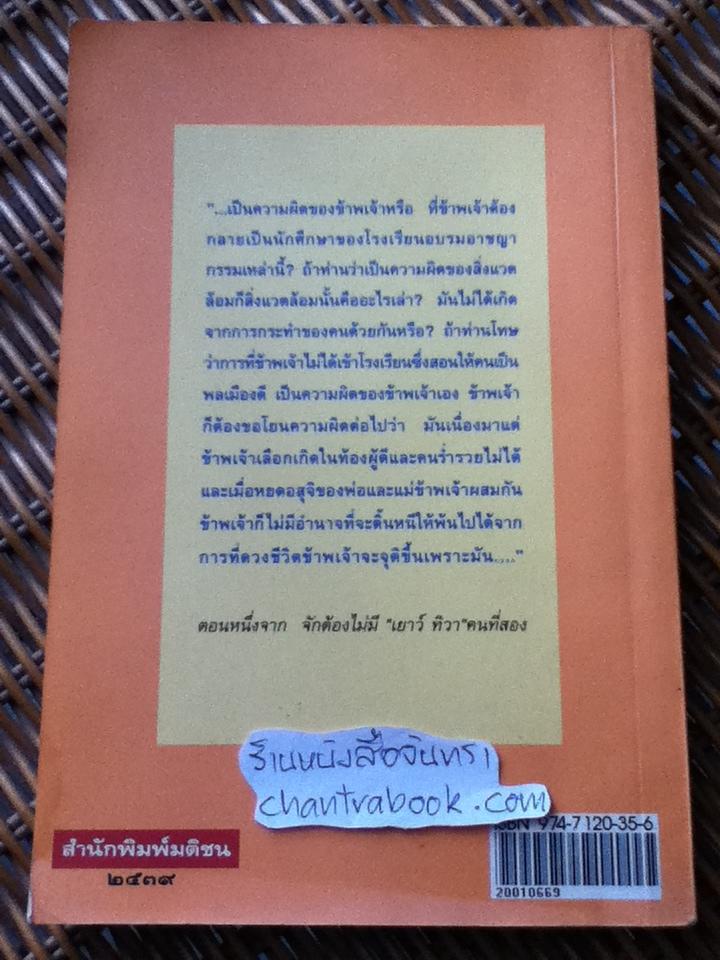 "....เป็นความผิดของข้าพเจ้าหรือ ที่ข้าพเจ้าต้อง
กลายเป็นนักศึกษาของโรงเรียนอบรมอาชญา
กรรมเหล่านี้? ถ้าท่านว่าเป็นความผิดของสิ่งแวด
ล้อมก็สิ่งแวดล้อมนั้นคืออะไรเล่า? มันไม่ได้เกิด
จากการกระทำของคนด้วยกันหรือ? ถ้าท่านโทษ
ว่าการที่ข้าพเจ้าไม่ได้เข้าโรงเรียนซึ่งสอนให้คนเป็น
พลเมืองดี เป็นความผิดของข้าพเจ้าเอง ข้าพเจ้า
ก็ต้องขอโยนความผิดต่อไปว่า มันเนื่องมาแต่
ข้าพเจ้าเลือกเกิดในท้องผู้ดีและคนร่ำรวยไม่ได้
และเมื่อหยดอสุจิของพ่อและแม่ข้าพเจ้าผสมกัน
ข้าพเจ้าก็ไม่มีอำนาจที่จะดิ้นหนีให้พ้นไปได้จาก
การที่ดวงชีวิตข้าพเจ้าจะจุติขึ้นเพราะมัน....."
ตอนหนึ่งจาก จักต้องไม่มี "เยาว์ ทิวา"คนที่สอง
ร้านหนังสือจันทรา
chantrabook.com
ISBN 974-7120-35-6
20010669
สำนักพิมพ์มติชน
๒๕๓๙